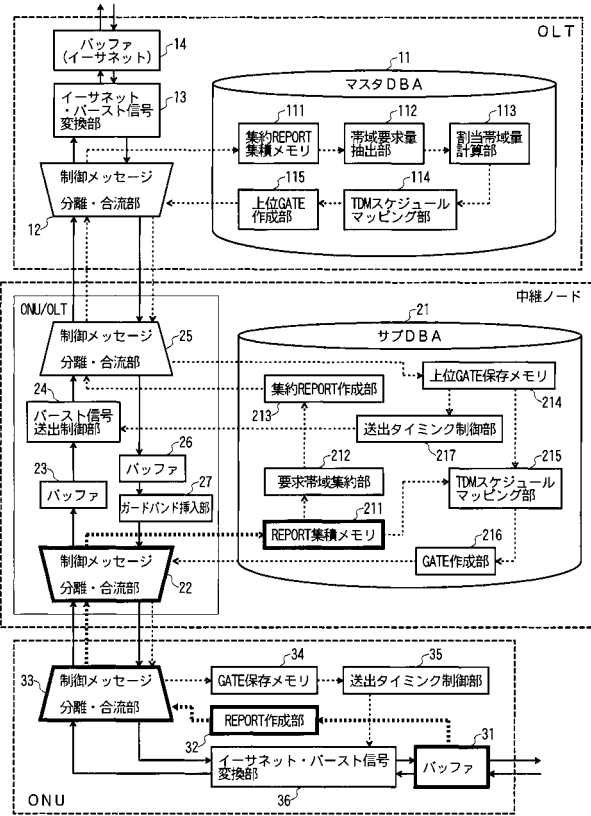 OLT
バッファ
(イーサネット)
14
イーサネット
・バースト信号
変換部
13
制御メッセージ
分離・合流部
12
11
マスタDBA
111
集約REPORT
集積メモリ
112
帯域要求量
抽出部
113
割当帯域量
計算部
115
上位GATE
作成部
114
TDMスケジュール
マッピング部
中継ノード
ONU/OLT
制御メッセージ
分離・合流部
25
24
バースト信号
送出制御部
23
バッファ
26
バッファ
27
ガードバンド挿入部
制御メッセージ
分離・合流部
22
21
サブDBA
集約REPORT作成部
213
上位GATE保存メモリ
214
送出タイミング制御部
217
212
要求帯域集約部
215
TDMスケジュール
マッピング部
211
REPORT集積メモリ
216
GATE作成部
33
制御メッセージ
分離・合流部
34
GATE保存メモリ
35
送出タイミング制御部
REPORT作成部
32
31
バッファ
イーサネット・バースト信号
変換部
36
ONU